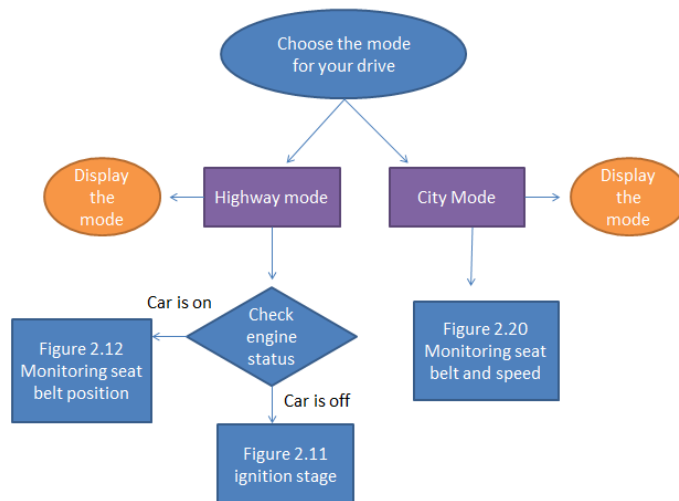 Choose the mode
for your drive
Display
the
mode
Highway mode
City Mode
Display
the
mode
Car is on
Check
engine
status
Figure 2.12
Monitoring seat
belt position
Figure 2.20
Monitoring seat
belt and speed
Car is off
Figure 2.11
ignition stage